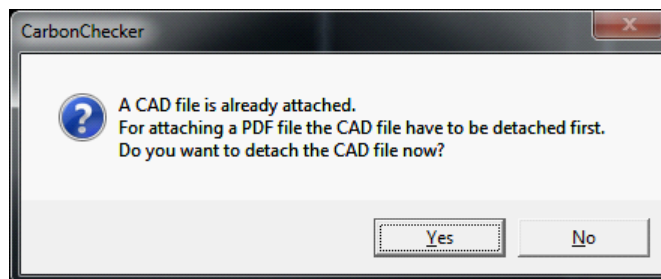 CarbonChecker
A CAD file is already attached.
For attaching a PDF file the CAD file have to be detached first.
Do you want to detach the CAD file now?
Yes
No